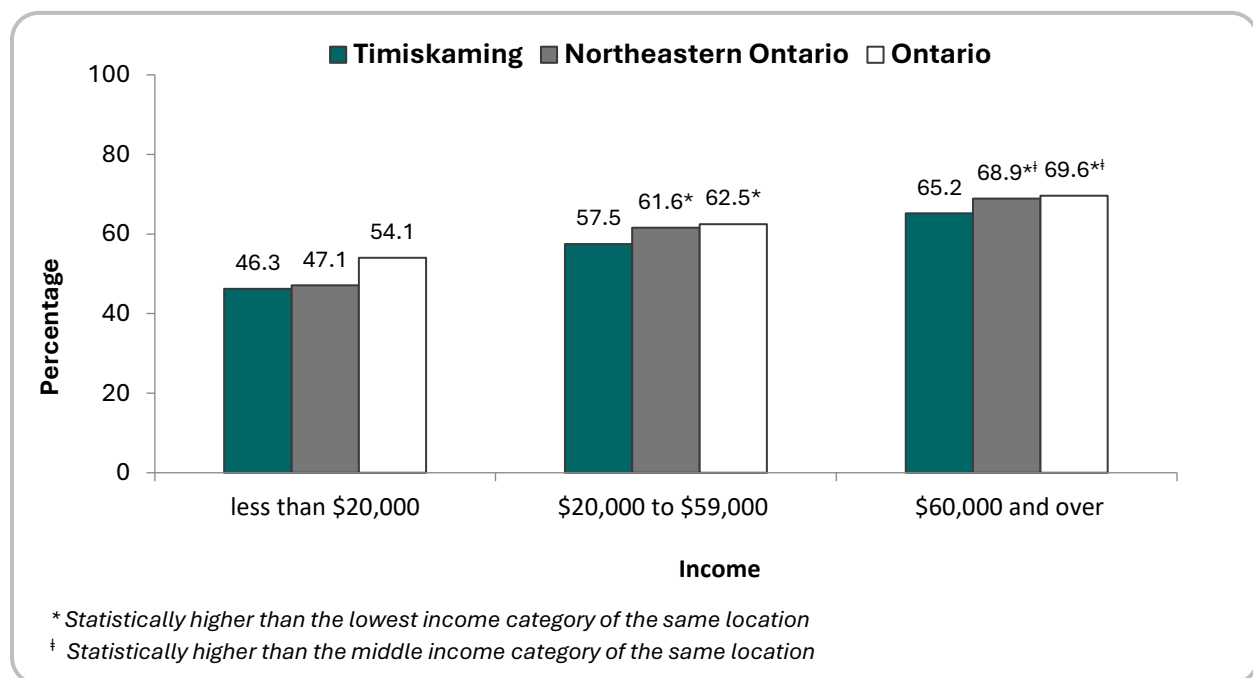 Timiskaming Northeastern Ontario Ontario
100
80
60
40
20
0
Percentage
46.3 47.1 54.1
57.5 61.6* 62.5*
65.2 68.9*ǂ 69.6*ǂ
less than $20,000 $20,000 to $59,000 $60,000 and over
Income
* Statistically higher than the lowest income category of the same location
ǂ Statistically higher than the middle income category of the same location